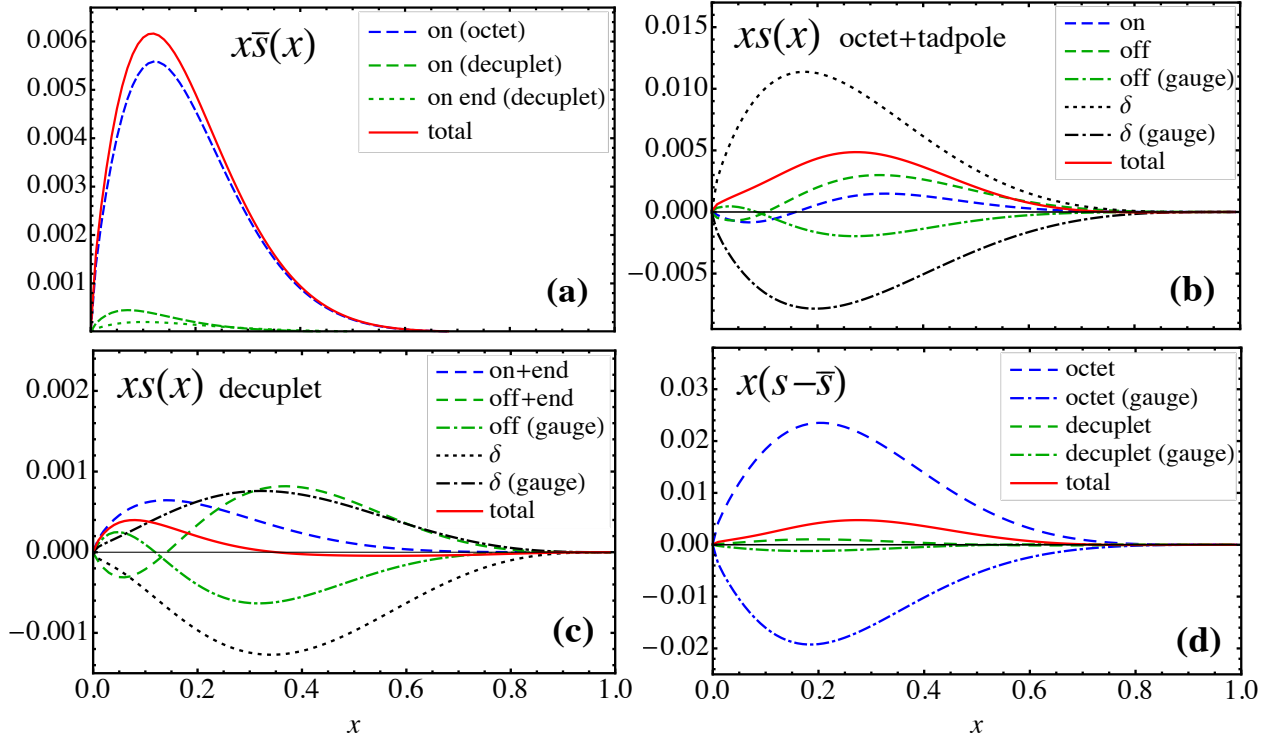 xs̄(x)
on (octet)
on (decuplet)
on end (decuplet)
total
0.006
0.005
0.004
0.003
0.002
0.001
(a)
xs(x) octet+tadpole
on
off
off (gauge)
δ
δ (gauge)
total
0.015
0.010
0.005
0.000
−0.005
(b)
xs(x) decuplet
on+end
off+end
off (gauge)
δ
δ (gauge)
total
0.002
0.001
0.000
−0.001
(c)
0.0 0.2 0.4 0.6 0.8 1.0
x
x(s−s̄)
octet
octet (gauge)
decuplet
decuplet (gauge)
total
0.03
0.02
0.01
0.00
−0.01
−0.02
(d)
0.0 0.2 0.4 0.6 0.8 1.0
x